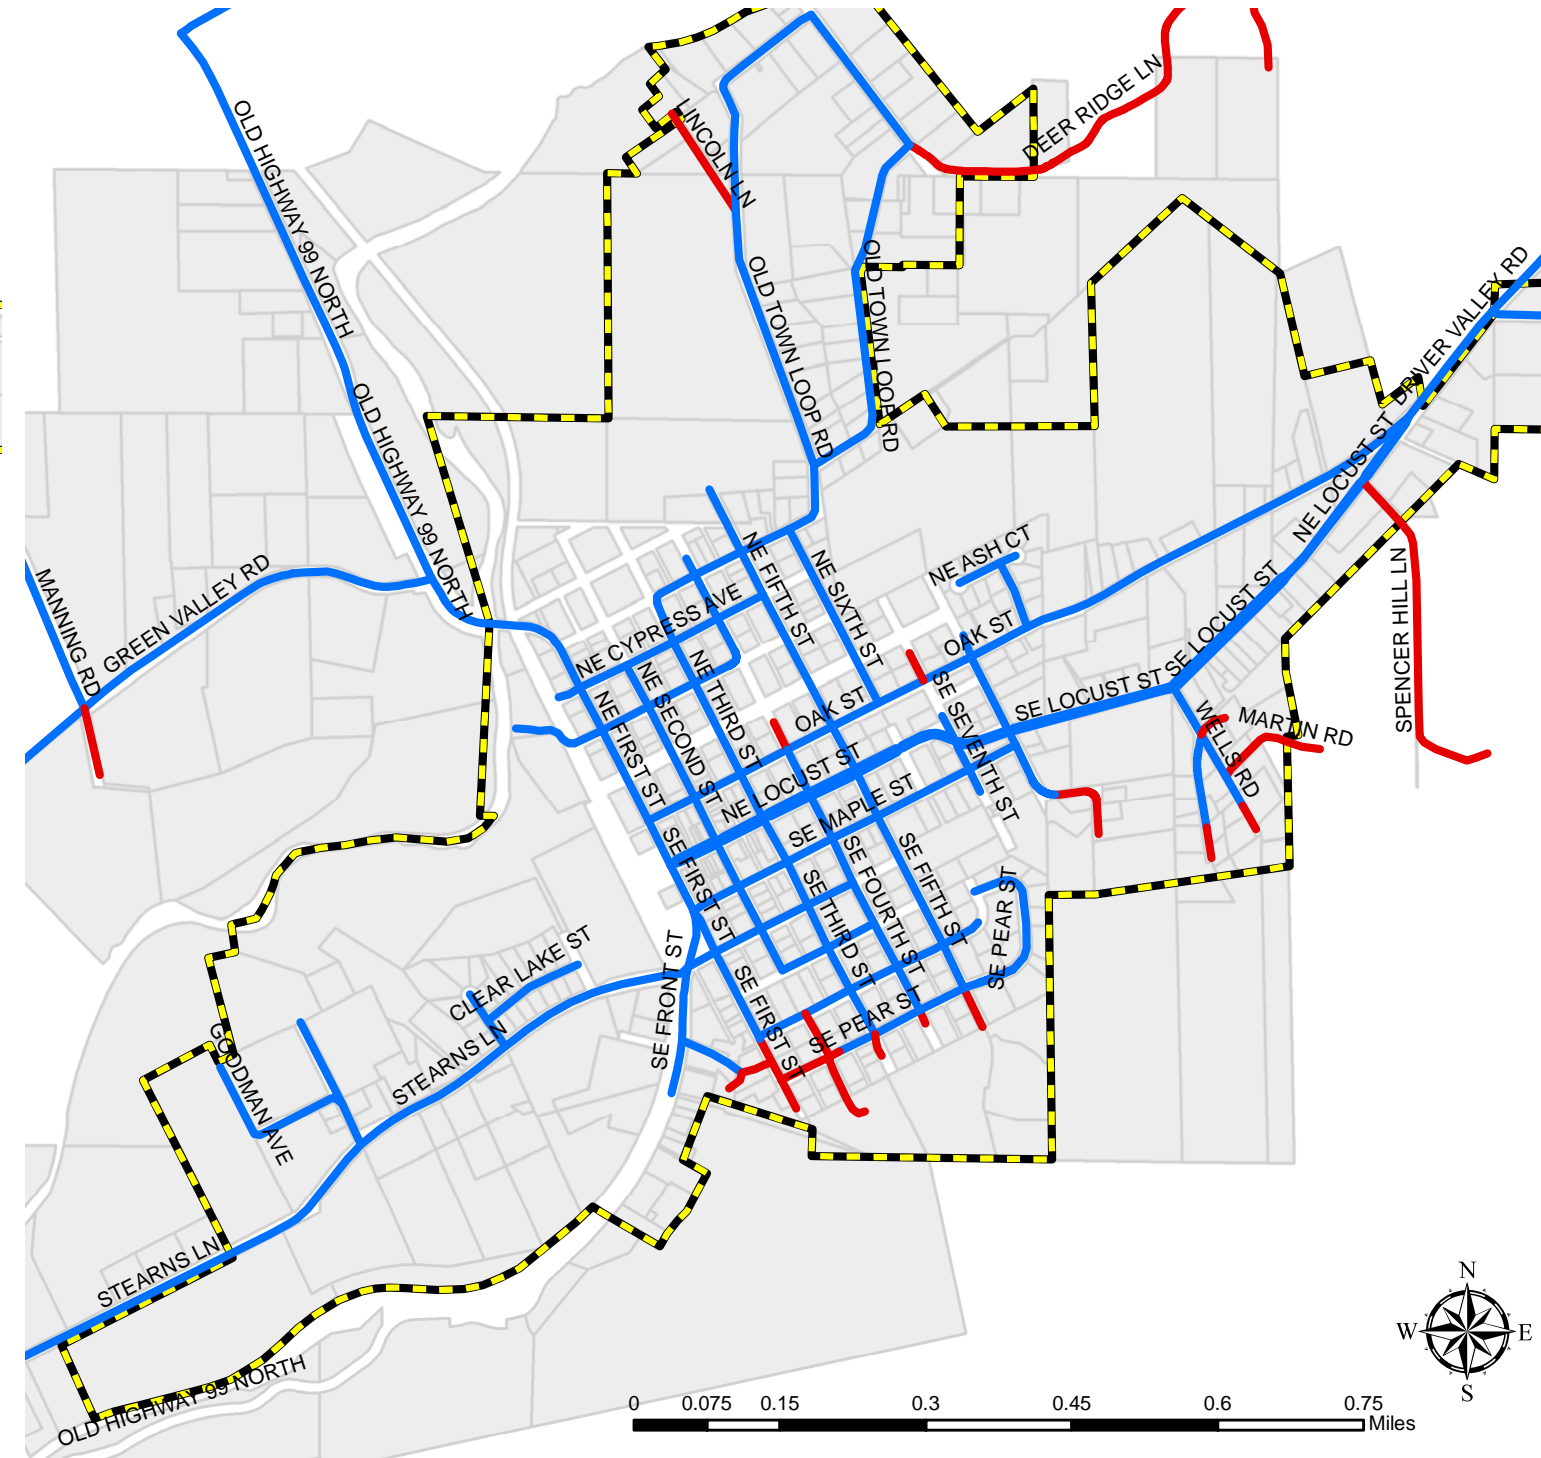 DEER RIDGE LN
LINCOLN LN
OLD HIGHWAY 99 NORTH
OLD TOWN LOOP RD
OLD TOWN LOOP RD
DRIVER VALLEY RD
OLD HIGHWAY 99 NORTH
NE LOCUST ST
NE FIFTH ST
NE SIXTH ST
NE ASH CT
MANNING RD
GREEN VALLEY RD
NE CYPRESS AVE
OAK ST
SE LOCUST ST
SPENCER HILL LN
NE FIRST ST
NE SECOND ST
NE THIRD ST
OAK ST
SE SEVENTH ST
SE LOCUST ST
WELLS RD
MARTIN RD
NE LOCUST ST
SE MAPLE ST
SE FIRST ST
SE THIRD ST
SE FOURTH ST
SE FIFTH ST
SE PEAR ST
CLEAR LAKE ST
SE FRONT ST
SE FIRST ST
SE PEAR ST
GOODMAN AVE
STEARNS LN
STEARNS LN
OLD HIGHWAY 99 NORTH
N
W
E
S
0 0.075 0.15 0.3 0.45 0.6 0.75
Miles